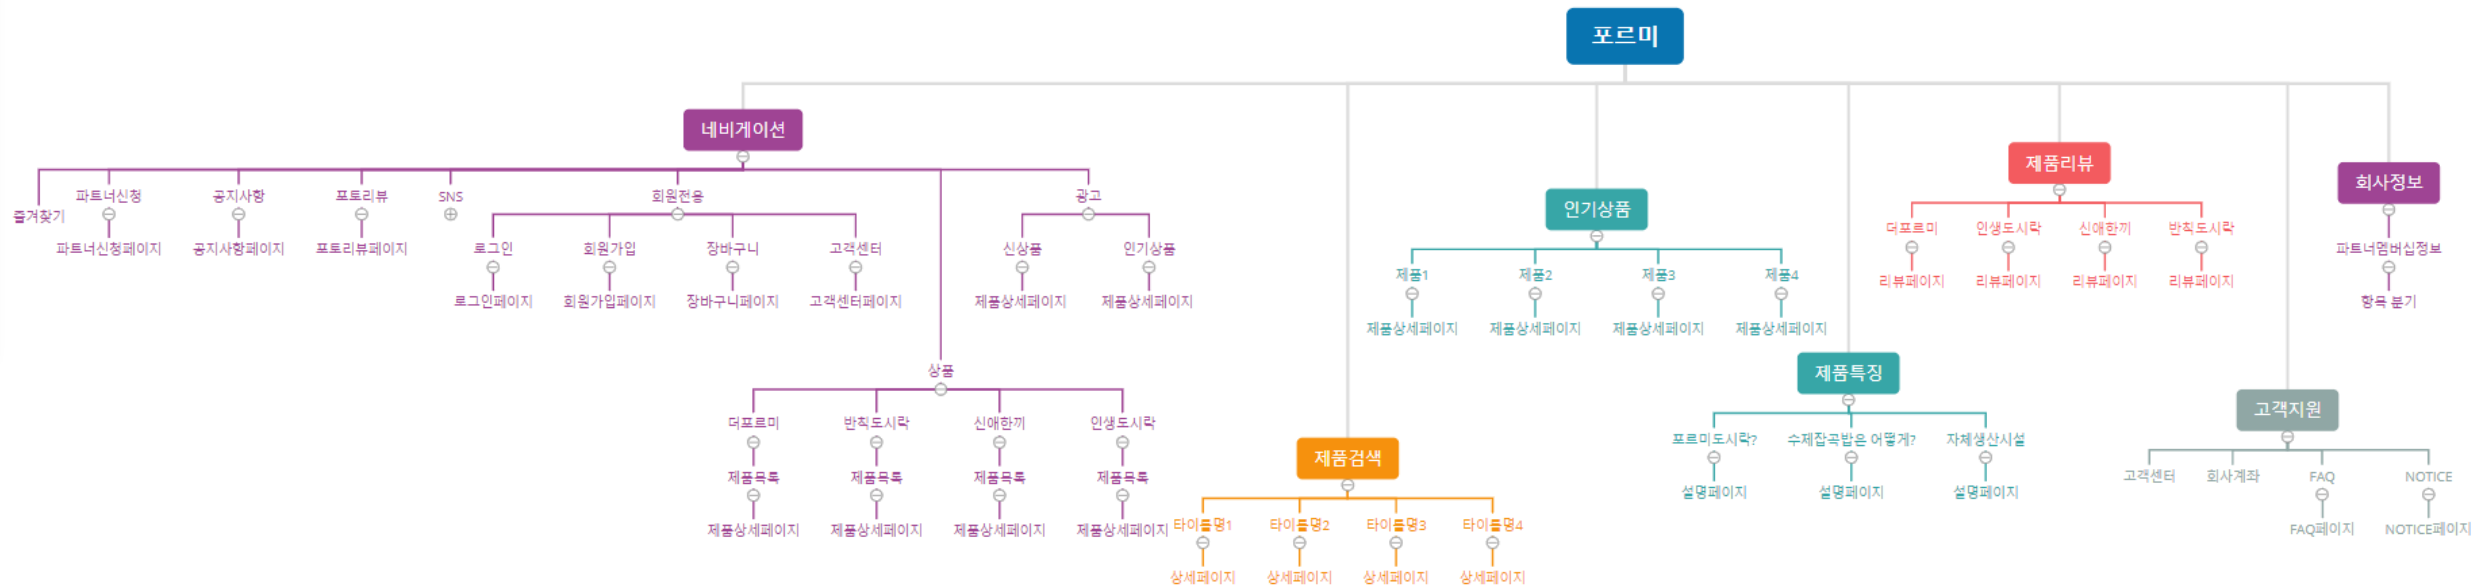 포르미
네비게이션
즐겨찾기
파트너신청
파트너신청페이지
공지사항
공지사항페이지
포토리뷰
포토리뷰페이지
SNS
회원전용
로그인
로그인페이지
회원가입
회원가입페이지
장바구니
장바구니페이지
고객센터
고객센터페이지
상품
더포르미
제품목록
제품상세페이지
반칙도시락
제품목록
제품상세페이지
신애한끼
제품목록
제품상세페이지
인생도시락
제품목록
제품상세페이지
광고
신상품
제품상세페이지
인기상품
제품상세페이지
제품검색
타이틀명1
상세페이지
타이틀명2
상세페이지
타이틀명3
상세페이지
타이틀명4
상세페이지
인기상품
제품1
제품상세페이지
제품2
제품상세페이지
제품3
제품상세페이지
제품4
제품상세페이지
제품특징
포르미도시락?
설명페이지
수제잡곡밥은 어떻게?
설명페이지
자체생산시설
설명페이지
제품리뷰
더포르미
리뷰페이지
인생도시락
리뷰페이지
신애한끼
리뷰페이지
반칙도시락
리뷰페이지
고객지원
고객센터
회사계좌
FAQ
FAQ페이지
NOTICE
NOTICE페이지
회사정보
파트너멤버십정보
항목 분기